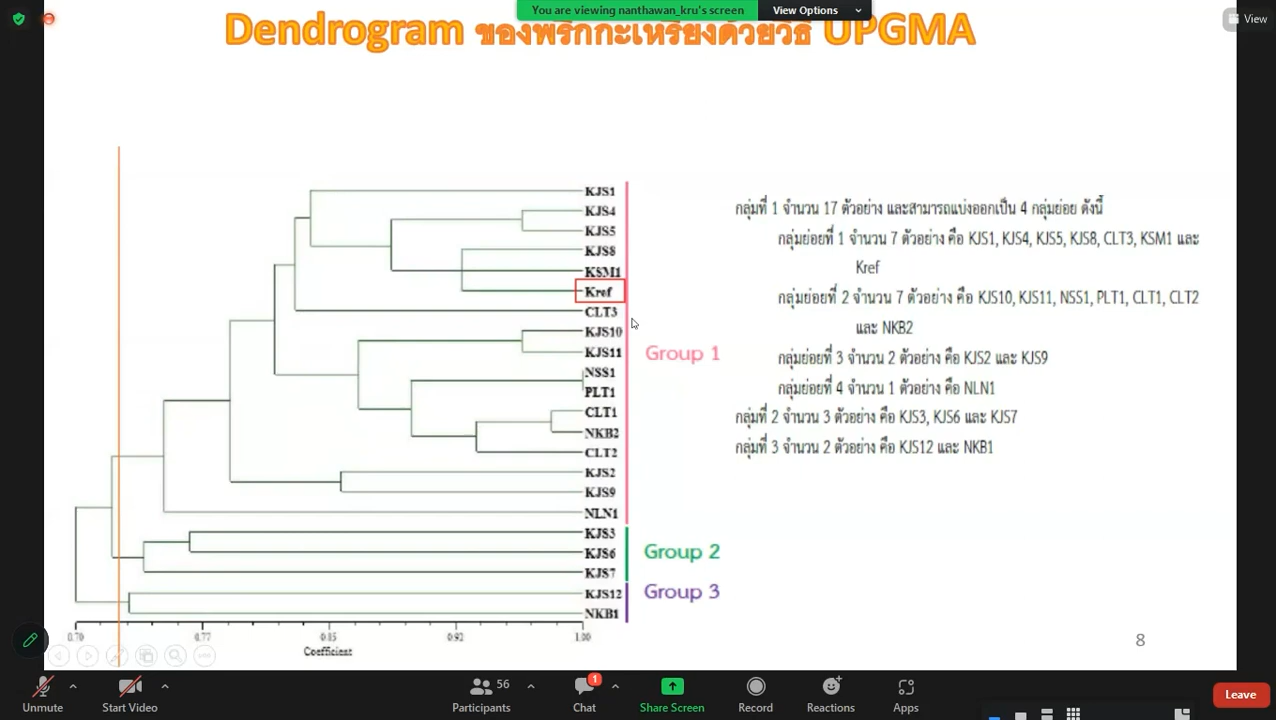 You are viewing nanthawan_kru's screen
View Options
View
Dendrogram ของพริกกะเหรี่ยงด้วยวิธี UPGMA
KJS1
KJS4
KJS5
KJS8
KSM1
Kref
CLT3
KJS10
KJS11
NSS1
PLT1
CLT1
NKB2
CLT2
KJS2
KJS9
NLN1
KJS3
KJS6
KJS7
KJS12
NKB1
Group 1
Group 2
Group 3
0.70 0.77 0.85 0.92 1.00
Coefficient
กลุ่มที่ 1 จำนวน 17 ตัวอย่าง และสามารถแบ่งออกเป็น 4 กลุ่มย่อย ดังนี้
กลุ่มย่อยที่ 1 จำนวน 7 ตัวอย่าง คือ KJS1, KJS4, KJS5, KJS8, CLT3, KSM1 และ
Kref
กลุ่มย่อยที่ 2 จำนวน 7 ตัวอย่าง คือ KJS10, KJS11, NSS1, PLT1, CLT1, CLT2
และ NKB2
กลุ่มย่อยที่ 3 จำนวน 2 ตัวอย่าง คือ KJS2 และ KJS9
กลุ่มย่อยที่ 4 จำนวน 1 ตัวอย่าง คือ NLN1
กลุ่มที่ 2 จำนวน 3 ตัวอย่าง คือ KJS3, KJS6 และ KJS7
กลุ่มที่ 3 จำนวน 2 ตัวอย่าง คือ KJS12 และ NKB1
8
Unmute
Start Video
56
Participants
1
Chat
Share Screen
Record
Reactions
Apps
Leave